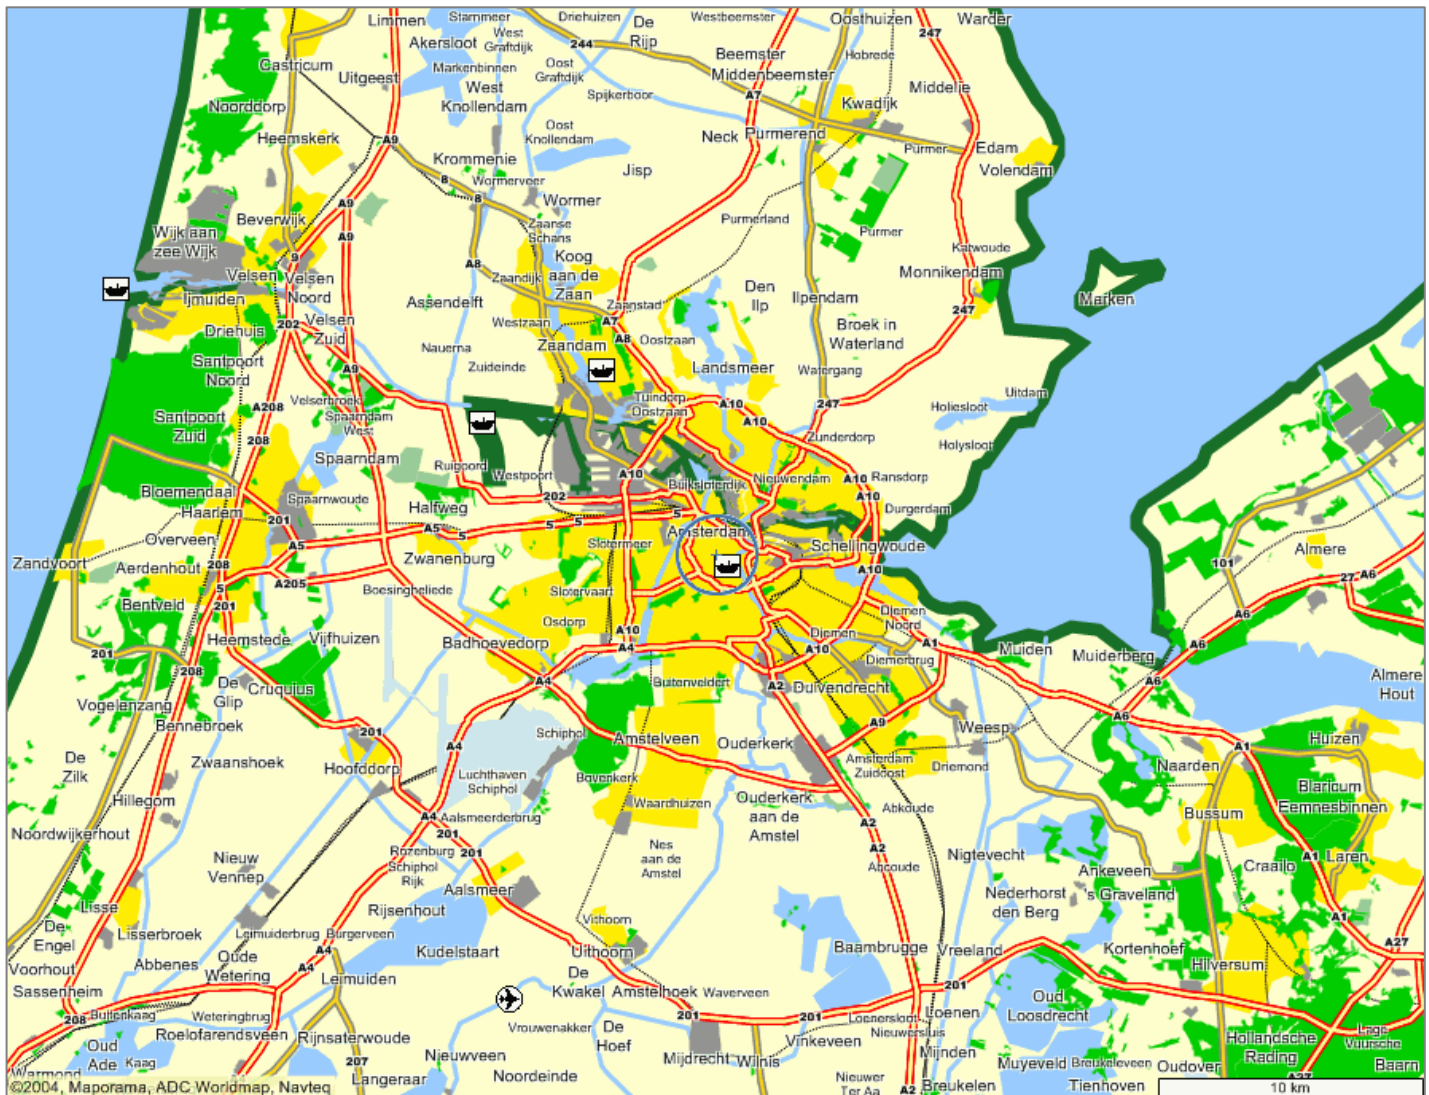 Limmen
Stammeer
Driehuizen
De
Rijp
Westbeemster
Oosthuizen
Warder
247
Akersloot
West
Graftdijk
244
Beemster
Hobrede
Castricum
Uitgeest
Markenbinnen
Oost
Graftdijk
Middenbeemster
Middelie
West
Knollendam
Spijkerboor
A7
Kwadijk
Noorddorp
Heemskerk
A9
Oost
Knollendam
Neck
Purmerend
Purmer
Edam
Krommenie
Jisp
Volendam
8
Wormerveer
8
Wormer
A9
Beverwijk
Zaanse
Schans
Purmerland
Purmer
Wijk aan
zee Wijk
A9
9
Koog
aan de
Zaan
Katwoude
A8
Velsen
Velsen
Noord
Zaandijk
Monnikendam
Den
Ilp
Ilpendam
Marken
Ijmuiden
Assendelft
Zaanstad
247
Driehuis
202
Velsen
Zuid
Westzaan
A7
A8
Oostzaan
Broek in
Waterland
Santpoort
Noord
Nauerna
Zaandam
A9
Zuideinde
Landsmeer
Watergang
A208
Velserbroek
Tuindorp
Oostzaan
A10
247
Uitdam
Holiesloot
Santpoort
Zuid
Spaarndam
West
A10
208
Zunderdorp
Holysloot
Spaarndam
Ruigoord
Westpoort
A10
Buiksloterdijk
Nieuwendam
A10
Ransdorp
Bloemendaal
Spaarnwoude
202
A10
Haarlem
201
Halfweg
5
Durgerdam
A5
5
5
5
Amsterdam
Overveen
A5
Slotermeer
Schellingwoude
Zandvoort
208
Zwanenburg
101
Almere
Aerdenhout
A10
27
A6
A205
5
Boesingheliede
Slotervaart
Bentveld
201
A6
Diemen
Noord
Osdorp
A10
Diemen
Heemstede
Vijfhuizen
Badhoevedorp
A4
A10
A1
Muiden
A6
201
Muiderberg
208
Diemerbrug
A4
Buitenveldert
A2
Duivendrecht
A6
Almere
Hout
De
Glip
Cruquius
Vogelenzang
A6
Bennebroek
201
Schiphol
A9
Weesp
A4
Amstelveen
Ouderkerk
Huizen
A1
De
Zilk
Zwaanshoek
Hoofddorp
Luchthaven
Schiphol
Bovenkerk
Amsterdam
Zuidoost
Driemond
Naarden
Blaricum
Hillegom
Waardhuizen
Ouderkerk
aan de
Amstel
Abkoude
Eemnesbinnen
Bussum
A4
Aalsmeerderbrug
A2
Noordwijkerhout
201
A2
Nieuw
Vennep
Rozenburg
Schiphol
Rijk
201
Nes
aan de
Amstel
Abcoude
Nigtevecht
A1
Laren
Craailo
Ankeveen
Aalsmeer
Nederhorst
den Berg
's Graveland
Lisse
Rijsenhout
A1
De
Engel
Lisserbroek
Leimuiderbrug
Burgerveen
Vithoorn
Kudelstaart
Uithoorn
Baambrugge
Vreeland
Kortenhoef
A27
A4
Voorhout
Abbenes
Oude
Wetering
A4
Leimuiden
De
Kwakel
Hilversum
Sassenheim
Amstelhoek
Waverveen
201
Oud
Loosdrecht
208
Buitenkaag
Weteringbrug
201
201
Loenersloot
Loenen
Roelofarendsveen
Rijnsaterwoude
Vrouwenakker
De
Hoef
Nieuwersluis
Hollandsche
Rading
Lage
Vuursche
Oud
Ade
Kaag
207
Nieuwveen
Mijdrecht
Wilnis
Vinkeveen
Mijnden
Muyeveld
Breukeleveen
Oudover
Baarn
Warmond
Langeraar
Noordeinde
Nieuwer
Ter Aa
A2
Breukelen
Tienhoven
A27
10 km
©2004, Maporama, ADC Worldmap, Navteq